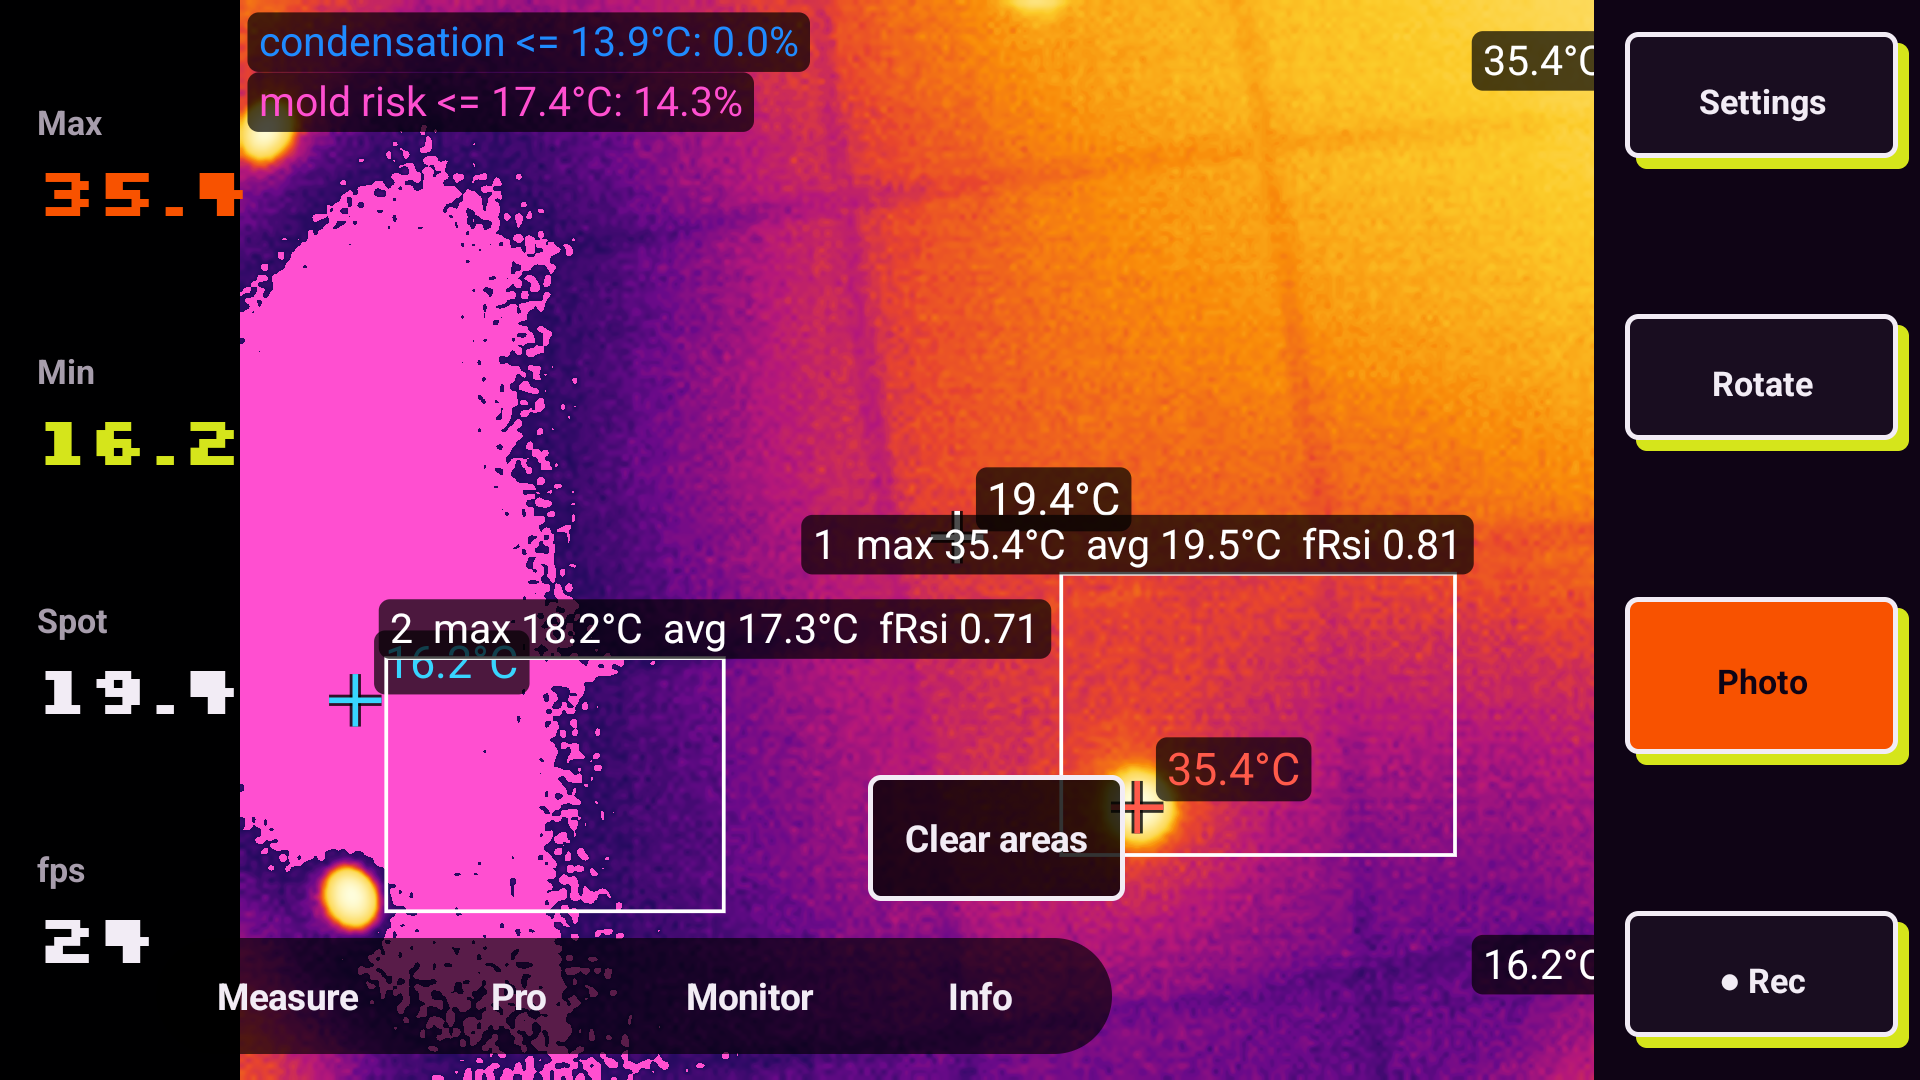 Max
35.4
Min
16.2
Spot
19.4
fps
24
condensation <= 13.9°C: 0.0%
mold risk <= 17.4°C: 14.3%
35.4°C
19.4°C
1 max 35.4°C avg 19.5°C fRsi 0.81
2 max 18.2°C avg 17.3°C fRsi 0.71
16.2°C
35.4°C
Clear areas
16.2°C
Measure Pro Monitor Info
Settings
Rotate
Photo
● Rec